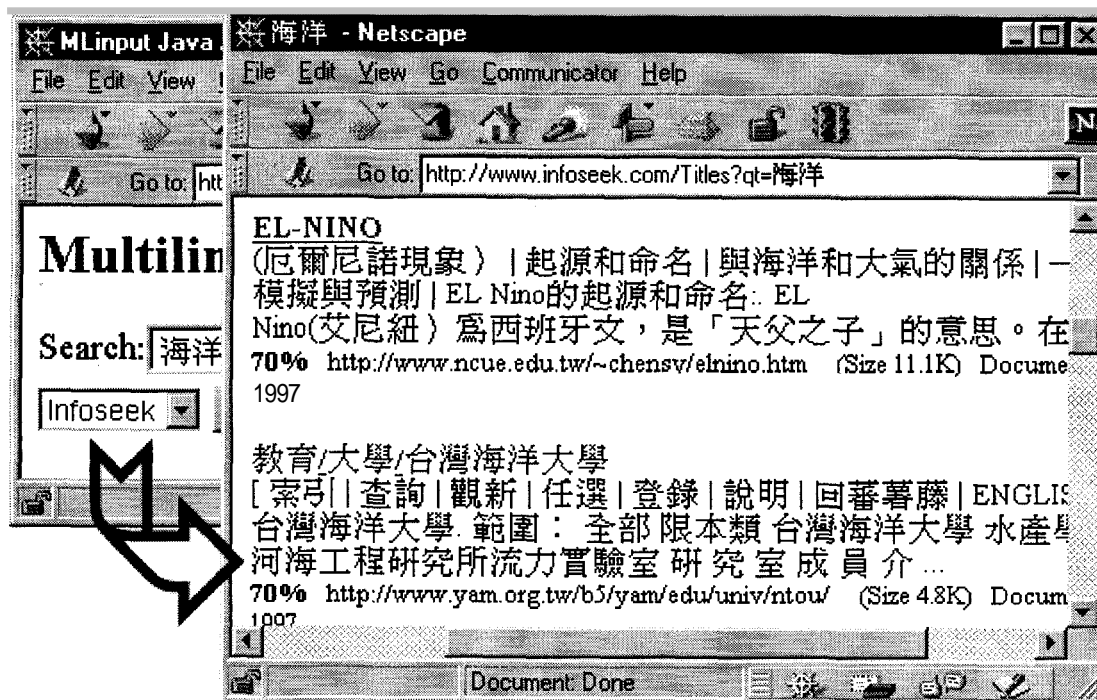 MLinput Java
File Edit View
Go to: htt
Multilin
Search: 海洋
Infoseek
海洋 - Netscape
File Edit View Go Communicator Help
N
Go to: http://www.infoseek.com/Titles?qt=海洋
EL-NINO
(厄爾尼諾現象) | 起源和命名 | 與海洋和大氣的關係 | 一
模擬與預測 | EL Nino的起源和命名:. EL
Nino(艾尼紐) 為西班牙文,是「天父之子」的意思。在
70% http://www.ncue.edu.tw/~chensv/elnino.htm (Size 11.1K) Docume
1997
教育/大學/台灣海洋大學
[ 索引 | 查詢 | 觀新 | 任選 | 登錄 | 說明 | 回蕃薯藤 | ENGLIS
台灣海洋大學. 範圍: 全部 限本類 台灣海洋大學 水產學
河海工程研究所流力實驗室 研 究 室 成 員 介 ...
70% http://www.yam.org.tw/b5/yam/edu/univ/ntou/ (Size 4.8K) Docum
1997
Document: Done